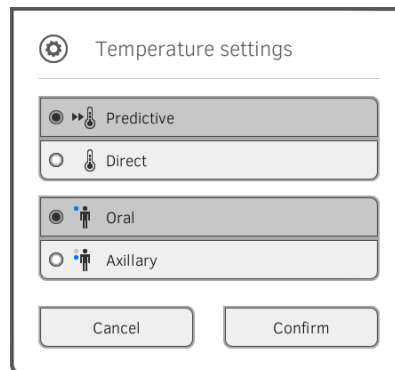 Temperature settings
Predictive
Direct
Oral
Axillary
Cancel Confirm